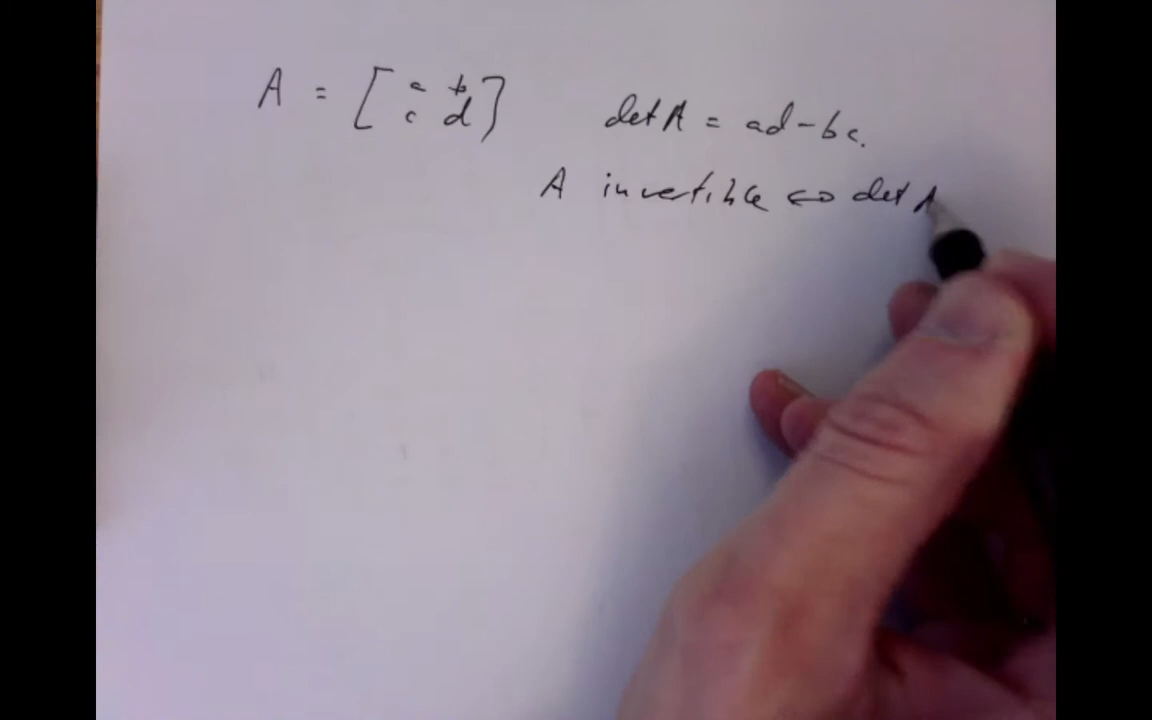 A = [a b c d] det A = ad - bc.
A invertible ⇔ det A